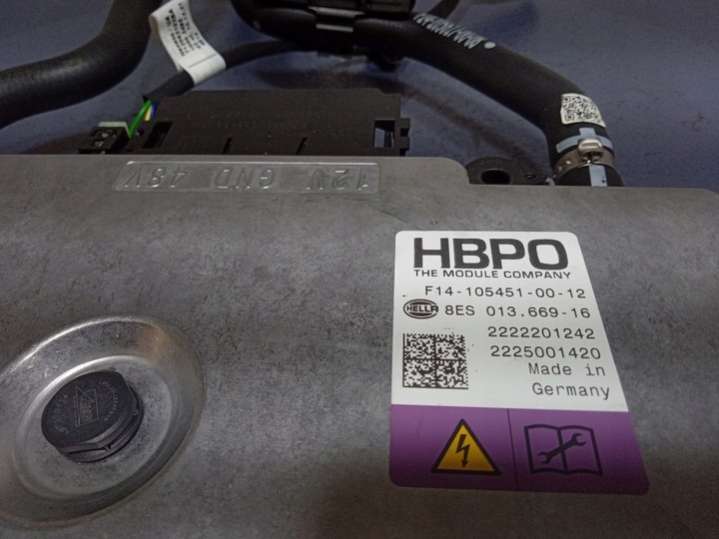 12V GND 48V
HBPO
THE MODULE COMPANY
F14-105451-00-12
HELLA 8ES 013.669-16
2222201242
2225001420
Made in
Germany